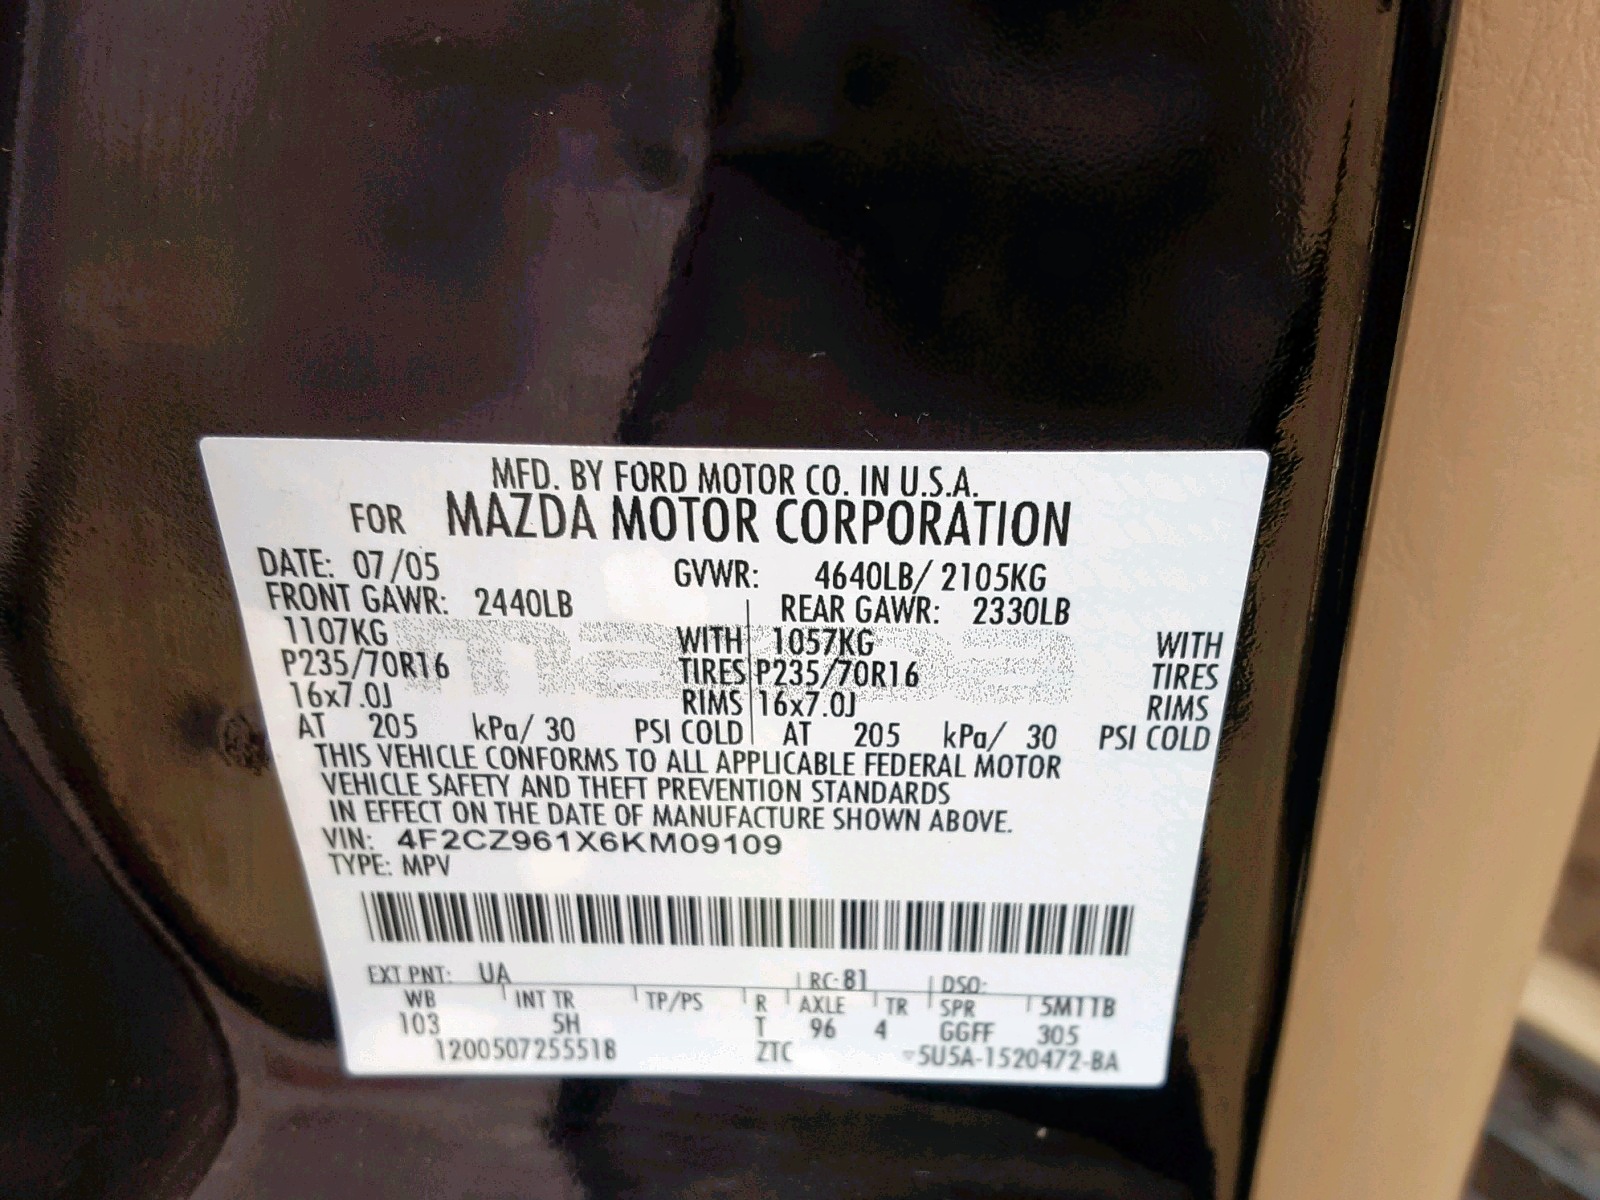 MFD. BY FORD MOTOR CO. IN U.S.A.
FOR MAZDA MOTOR CORPORATION
DATE: 07/05 GVWR: 4640LB/ 2105KG
FRONT GAWR: 2440LB REAR GAWR: 2330LB
1107KG WITH 1057KG WITH
P235/70R16 TIRES P235/70R16 TIRES
16x7.0J RIMS 16x7.0J RIMS
AT 205 kPa/ 30 PSI COLD AT 205 kPa/ 30 PSI COLD
THIS VEHICLE CONFORMS TO ALL APPLICABLE FEDERAL MOTOR
VEHICLE SAFETY AND THEFT PREVENTION STANDARDS
IN EFFECT ON THE DATE OF MANUFACTURE SHOWN ABOVE.
VIN: 4F2CZ961X6KM09109
TYPE: MPV
EXT PNT: UA RC: 81 DSO:
WB INT TR TP/PS R AXLE TR SPR 5M1TB
103 5H T 96 4 GGFF 305
1200507255518 ZTC 5U5A-1520472-BA
mazda